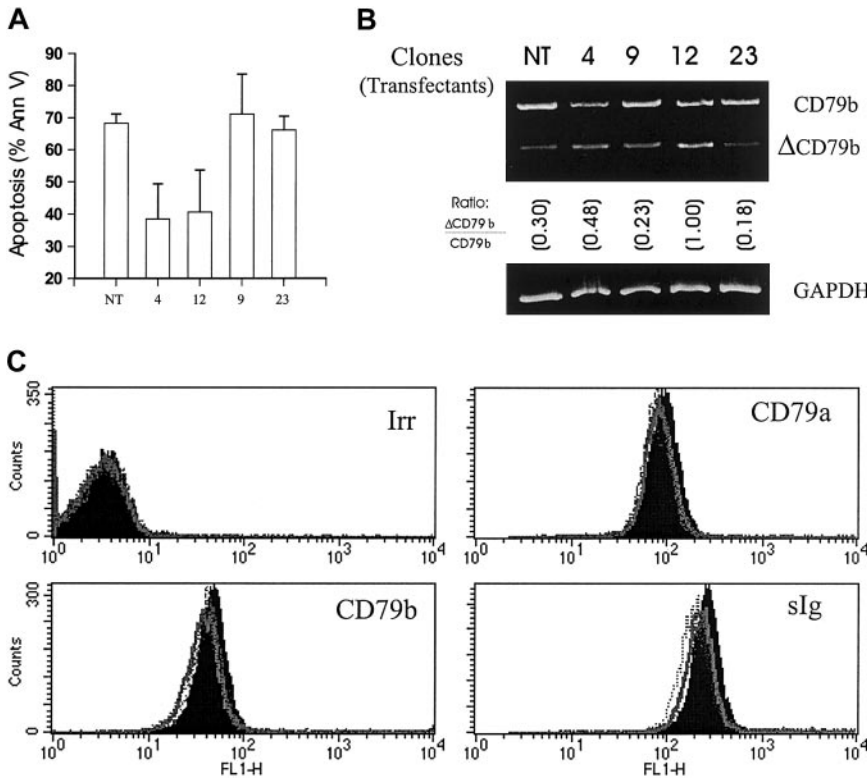 A
Apoptosis (% Ann V)
90
80
70
60
50
40
30
20
NT 4 12 9 23
B
Clones NT 4 9 12 23
(Transfectants)
CD79b
ΔCD79b
Ratio:
ΔCD79b
CD79b
(0.30) (0.48) (0.23) (1.00) (0.18)
GAPDH
C
350
Counts
0
Irr
10⁰ 10¹ 10² 10³ 10⁴
CD79a
10⁰ 10¹ 10² 10³ 10⁴
300
Counts
0
CD79b
10⁰ 10¹ 10² 10³ 10⁴
FL1-H
sIg
10⁰ 10¹ 10² 10³ 10⁴
FL1-H